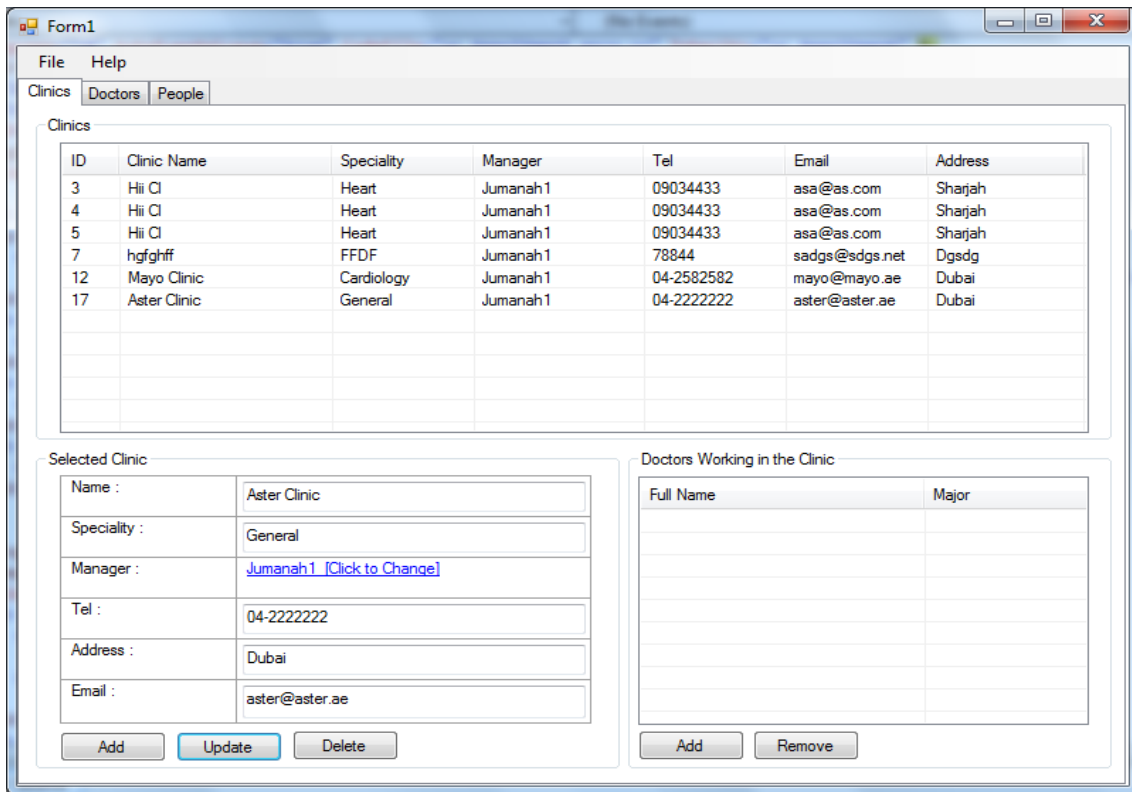 Form1
File Help
Clinics Doctors People
Clinics
ID Clinic Name Speciality Manager Tel Email Address
3 Hii Cl Heart Jumanah1 09034433 asa@as.com Sharjah
4 Hii Cl Heart Jumanah1 09034433 asa@as.com Sharjah
5 Hii Cl Heart Jumanah1 09034433 asa@as.com Sharjah
7 hgfghff FFDF Jumanah1 78844 sadgs@sdgs.net Dgsdg
12 Mayo Clinic Cardiology Jumanah1 04-2582582 mayo@mayo.ae Dubai
17 Aster Clinic General Jumanah1 04-2222222 aster@aster.ae Dubai
Selected Clinic
Name : Aster Clinic
Speciality : General
Manager : Jumanah1 [Click to Change]
Tel : 04-2222222
Address : Dubai
Email : aster@aster.ae
Add Update Delete
Doctors Working in the Clinic
Full Name Major
Add Remove